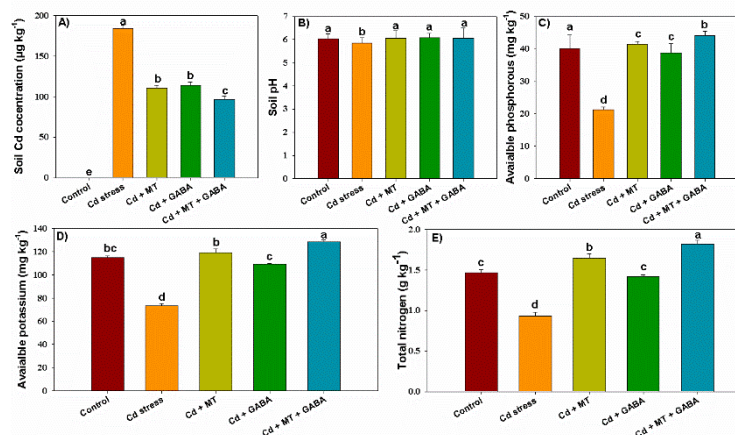 A)
Soil Cd cocentration (µg kg⁻¹)
200
150
100
50
0
e
a
b
b
c
Control
Cd stress
Cd + MT
Cd + GABA
Cd + MT + GABA
B)
Soil pH
6
5
4
3
2
1
0
a
b
a
a
a
Control
Cd stress
Cd + MT
Cd + GABA
Cd + MT + GABA
C)
Avaialble phosphorous (mg kg⁻¹)
50
40
30
20
10
0
a
d
c
c
b
Control
Cd stress
Cd + MT
Cd + GABA
Cd + MT + GABA
D)
Avaialble potassium (mg kg⁻¹)
140
120
100
80
60
40
20
0
bc
d
b
c
a
Control
Cd stress
Cd + MT
Cd + GABA
Cd + MT + GABA
E)
Total nitrogen (g kg⁻¹)
2.0
1.5
1.0
0.5
0.0
c
d
b
c
a
Control
Cd stress
Cd + MT
Cd + GABA
Cd + MT + GABA